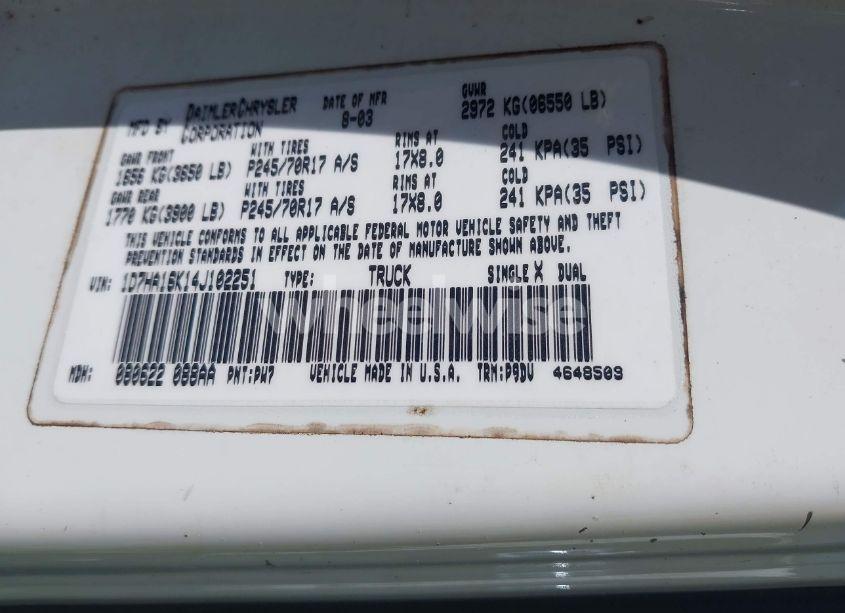 MFD BY DAIMLERCHRYSLER CORPORATION DATE OF MFR 8-03 GVWR 2972 KG(06550 LB)
GAWR FRONT WITH TIRES RIMS AT COLD
1656 KG(3650 LB) P245/70R17 A/S 17X8.0 241 KPA(35 PSI)
GAWR REAR WITH TIRES RIMS AT COLD
1770 KG(3900 LB) P245/70R17 A/S 17X8.0 241 KPA(35 PSI)
THIS VEHICLE CONFORMS TO ALL APPLICABLE FEDERAL MOTOR VEHICLE SAFETY AND THEFT
PREVENTION STANDARDS IN EFFECT ON THE DATE OF MANUFACTURE SHOWN ABOVE.
VIN: 1D7HA16K14J102251 TYPE: TRUCK SINGLE X DUAL
wheelwise
MDH: 080622 088AA PNT:PW7 VEHICLE MADE IN U.S.A. TRM:P9DV 4648509